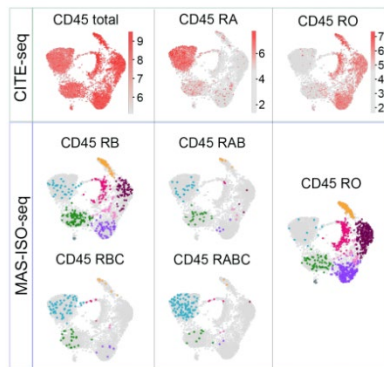 CITE-seq
CD45 total
9
8
7
6
CD45 RA
6
4
2
CD45 RO
7
6
5
4
3
2
MAS-ISO-seq
CD45 RB
CD45 RAB
CD45 RO
CD45 RBC
CD45 RABC